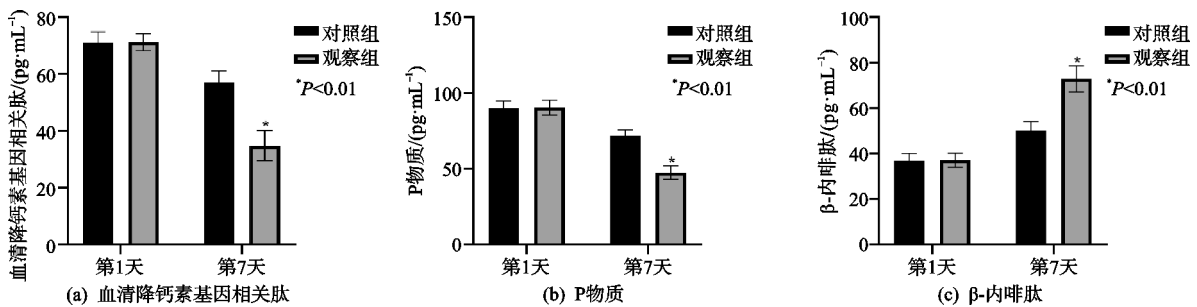 血清降钙素基因相关肽/(pg·mL⁻¹)
80
60
40
20
0
对照组
观察组
*P<0.01
*
第1天
第7天
(a) 血清降钙素基因相关肽
P物质/(pg·mL⁻¹)
150
100
50
0
对照组
观察组
*P<0.01
*
第1天
第7天
(b) P物质
β-内啡肽/(pg·mL⁻¹)
100
80
60
40
20
0
对照组
观察组
*P<0.01
*
第1天
第7天
(c) β-内啡肽